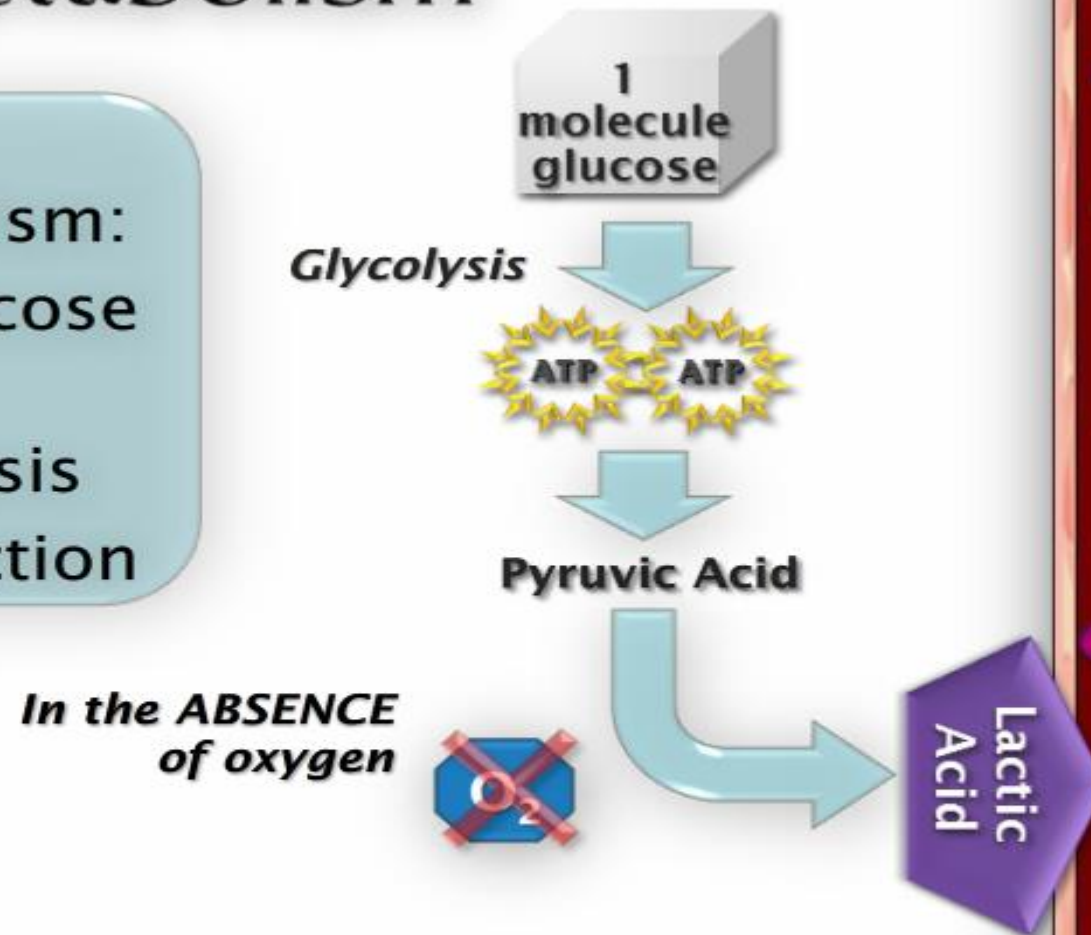 1
molecule
glucose
sm:
cose
sis
ction
Glycolysis
ATP ATP
Pyruvic Acid
In the ABSENCE
of oxygen
O2
Lactic
Acid